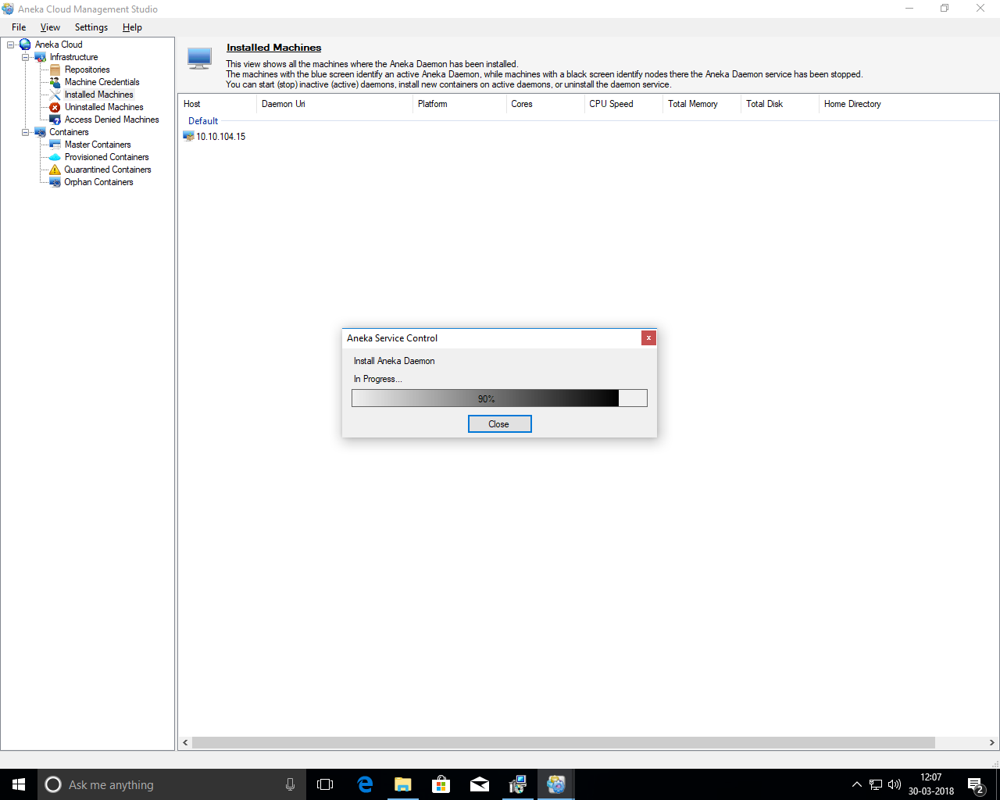 Aneka Cloud Management Studio
File View Settings Help
Aneka Cloud
Infrastructure
Repositories
Machine Credentials
Installed Machines
Uninstalled Machines
Access Denied Machines
Containers
Master Containers
Provisioned Containers
Quarantined Containers
Orphan Containers
Installed Machines
This view shows all the machines where the Aneka Daemon has been installed.
The machines with the blue screen identify an active Aneka Daemon, while machines with a black screen identify nodes there the Aneka Daemon service has been stopped.
You can start (stop) inactive (active) daemons, install new containers on active daemons, or uninstall the daemon service.
Host Daemon Uri Platform Cores CPU Speed Total Memory Total Disk Home Directory
Default
10.10.104.15
Aneka Service Control
x
Install Aneka Daemon
In Progress...
90%
Close
Ask me anything
12:07
30-03-2018
2